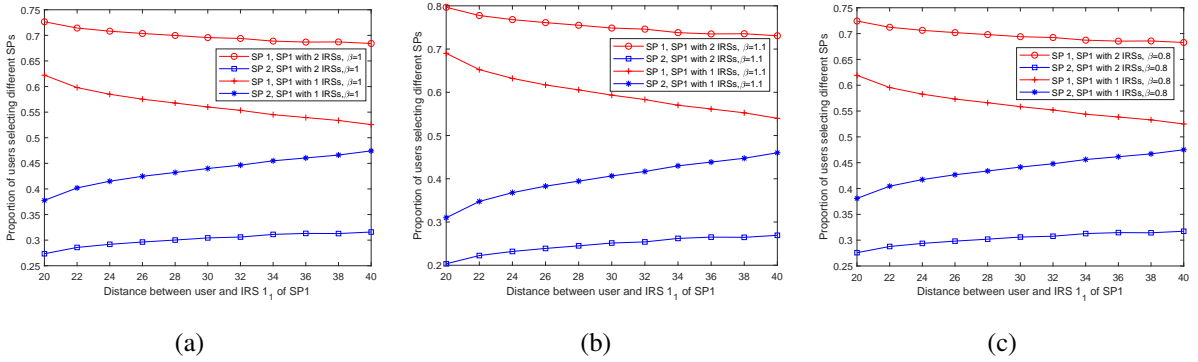 0.75
0.7
0.65
0.6
0.55
0.5
0.45
0.4
0.35
0.3
0.25
Proportion of users selecting different SPs
SP 1, SP1 with 2 IRSs,β=1
SP 2, SP1 with 2 IRSs,β=1
SP 1, SP1 with 1 IRSs,β=1
SP 2, SP1 with 1 IRSs,β=1
20 22 24 26 28 30 32 34 36 38 40
Distance between user and IRS 1₁ of SP1
(a)
0.8
0.7
0.6
0.5
0.4
0.3
0.2
Proportion of users selecting different SPs
SP 1, SP1 with 2 IRSs, β=1.1
SP 2, SP1 with 2 IRSs,β=1.1
SP 1, SP1 with 1 IRSs,β=1.1
SP 2, SP1 with 1 IRSs,β=1.1
20 22 24 26 28 30 32 34 36 38 40
Distance between user and IRS 1₁ of SP1
(b)
0.75
0.7
0.65
0.6
0.55
0.5
0.45
0.4
0.35
0.3
0.25
Proportion of users selecting different SPs
SP 1, SP1 with 2 IRSs, β=0.8
SP 2, SP1 with 2 IRSs,β=0.8
SP 1, SP1 with 1 IRSs,β=0.8
SP 2, SP1 with 1 IRSs,β=0.8
20 22 24 26 28 30 32 34 36 38 40
Distance between user and IRS 1₁ of SP1
(c)